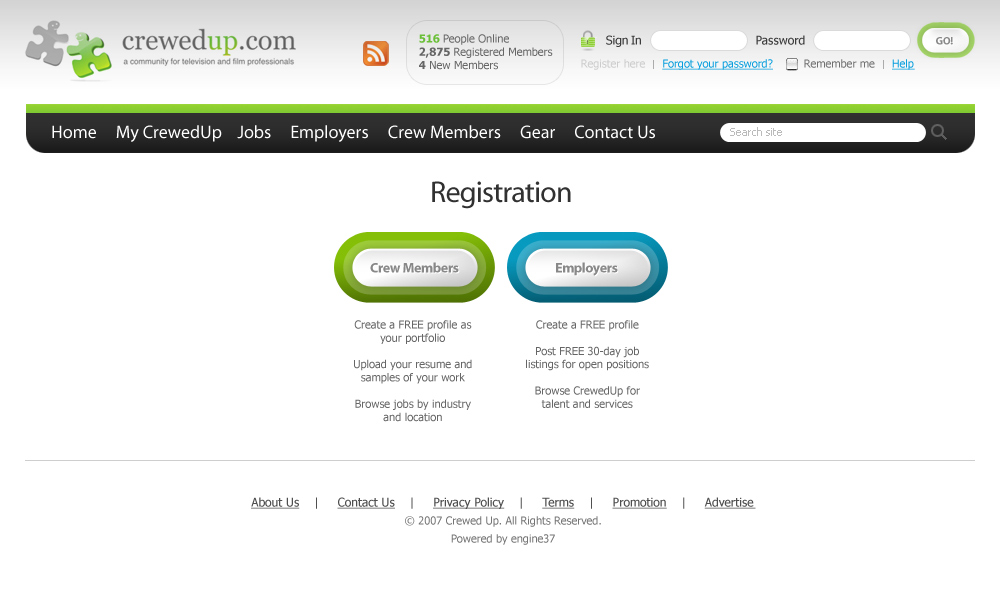 crewedup.com
a community for television and film professionals
516 People Online
2,875 Registered Members
4 New Members
Sign In
Password
GO!
Register here | Forgot your password? Remember me | Help
Home My CrewedUp Jobs Employers Crew Members Gear Contact Us
Search site
Registration
Crew Members
Create a FREE profile as
your portfolio
Upload your resume and
samples of your work
Browse jobs by industry
and location
Employers
Create a FREE profile
Post FREE 30-day job
listings for open positions
Browse CrewedUp for
talent and services
About Us | Contact Us | Privacy Policy | Terms | Promotion | Advertise
© 2007 Crewed Up. All Rights Reserved.
Powered by engine37